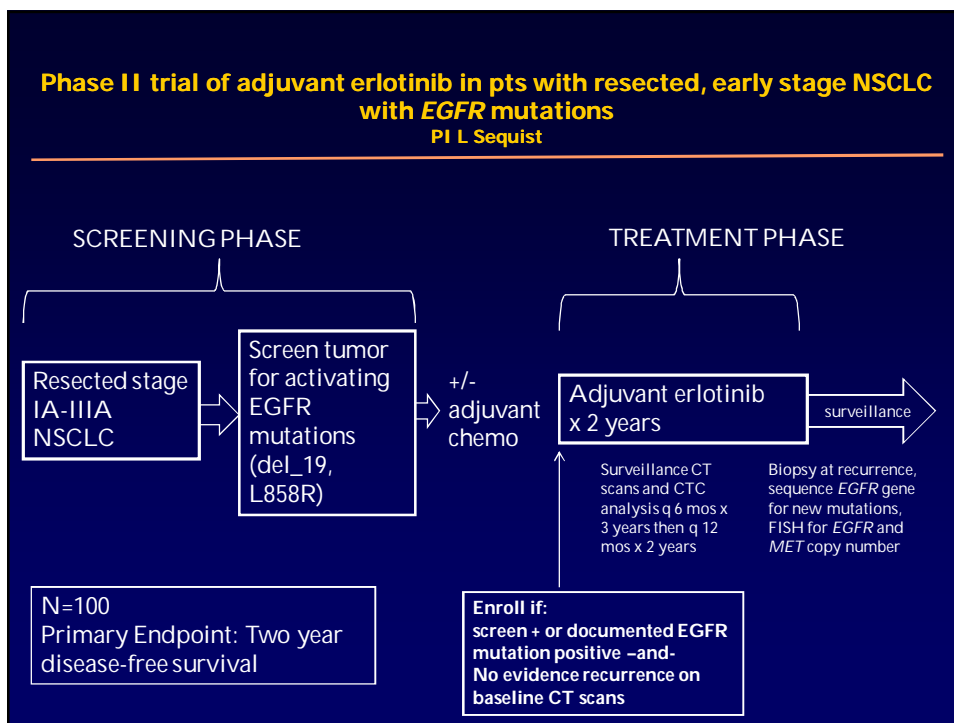 Phase II trial of adjuvant erlotinib in pts with resected, early stage NSCLC
with EGFR mutations
PI L Sequist
SCREENING PHASE
TREATMENT PHASE
Resected stage
IA-IIIA
NSCLC
Screen tumor
for activating
EGFR
mutations
(del_19,
L858R)
+/-
adjuvant
chemo
Adjuvant erlotinib
x 2 years
surveillance
Surveillance CT
scans and CTC
analysis q 6 mos x
3 years then q 12
mos x 2 years
Biopsy at recurrence,
sequence EGFR gene
for new mutations,
FISH for EGFR and
MET copy number
N=100
Primary Endpoint: Two year
disease-free survival
Enroll if:
screen + or documented EGFR
mutation positive –and-
No evidence recurrence on
baseline CT scans